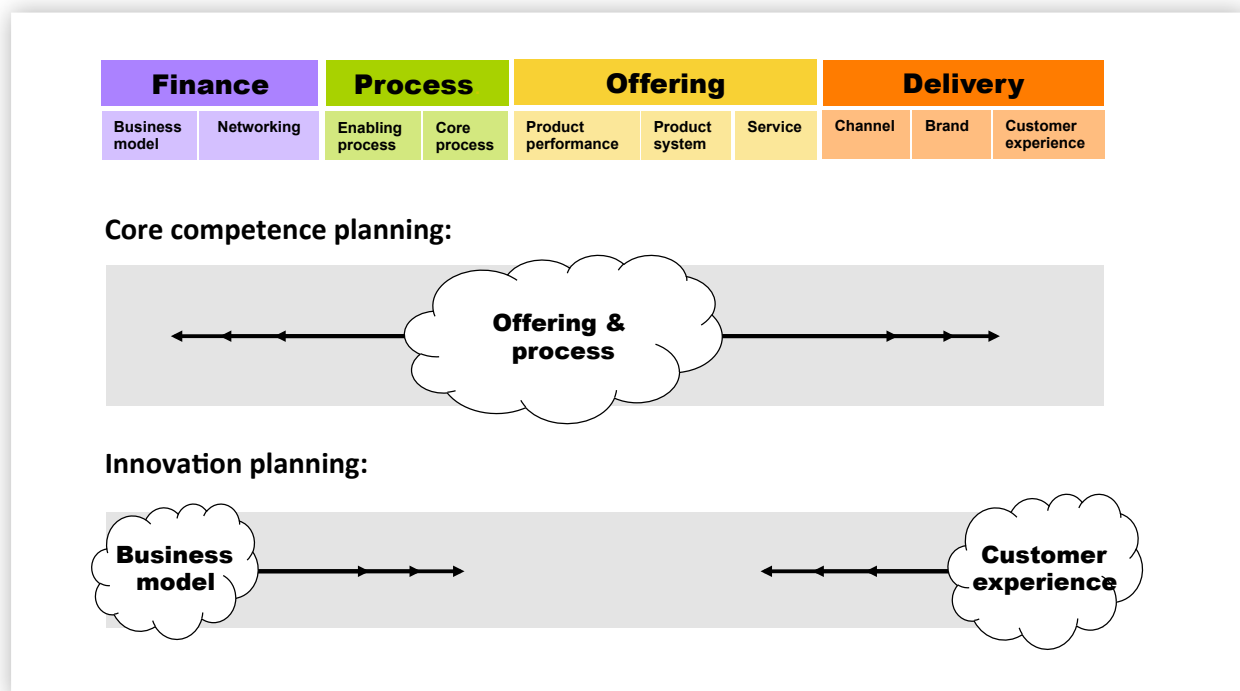 Finance Process Offering Delivery
Business model Networking Enabling process Core process Product performance Product system Service Channel Brand Customer experience
Core competence planning:
Offering &
process
Innovation planning:
Business
model
Customer
experience